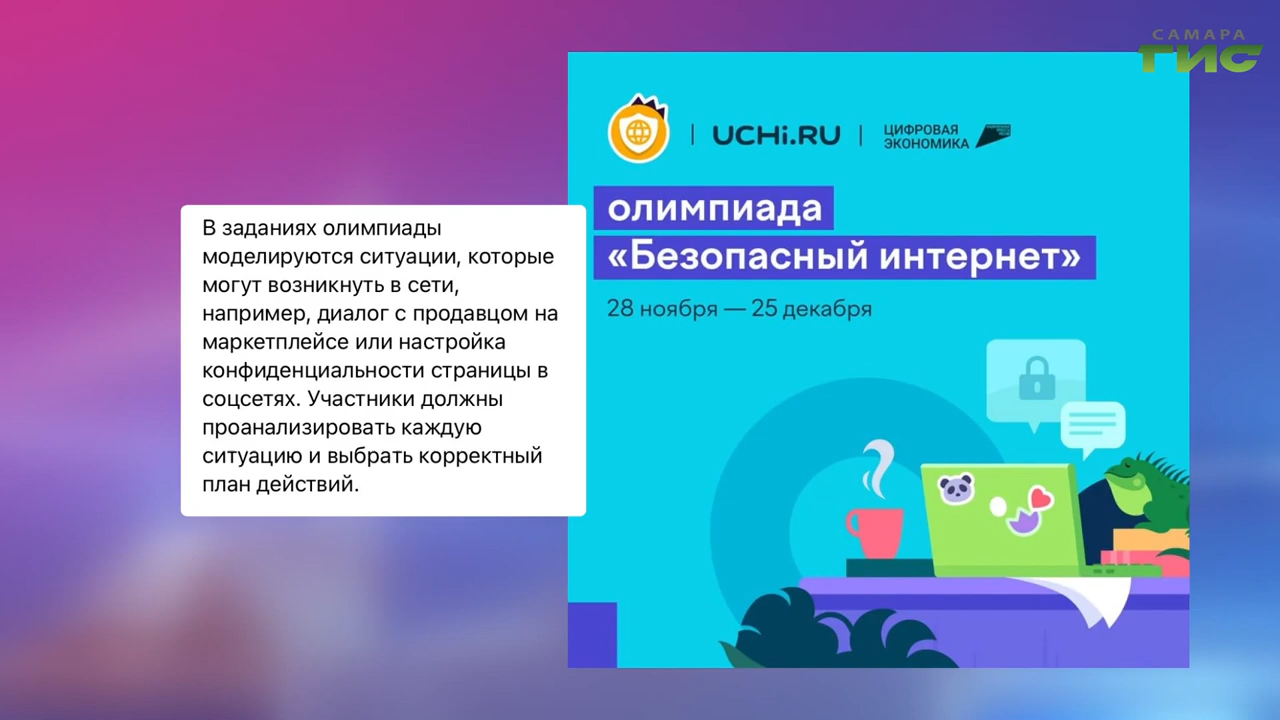 САМАРА
ГИС
UCHi.RU
ЦИФРОВАЯ
ЭКОНОМИКА
олимпиада
«Безопасный интернет»
28 ноября — 25 декабря
В заданиях олимпиады
моделируются ситуации, которые
могут возникнуть в сети,
например, диалог с продавцом на
маркетплейсе или настройка
конфиденциальности страницы в
соцсетях. Участники должны
проанализировать каждую
ситуацию и выбрать корректный
план действий.